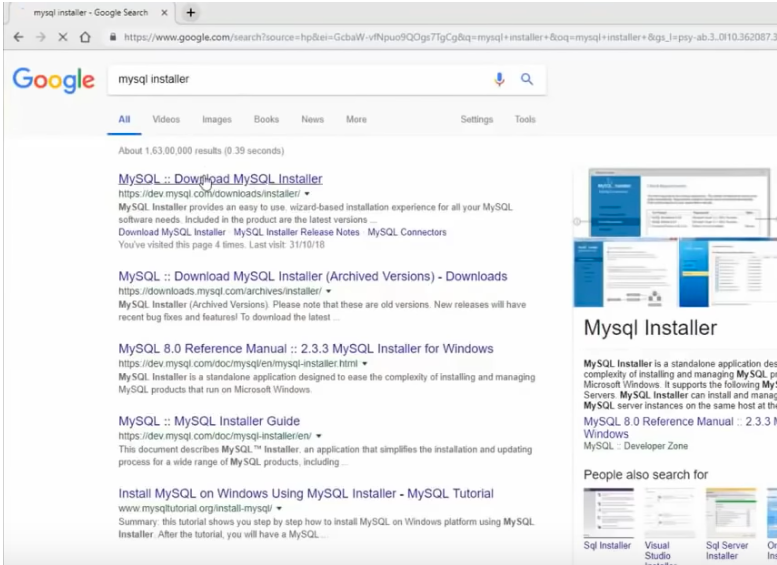 mysql installer - Google Search
https://www.google.com/search?source=hp&ei=GcbaW-vfNpuo9QOgs7TgCg&q=mysql+installer+&oq=mysql+installer+&gs_l=psy-ab.3..0l10.362087.3
Google
mysql installer
All Videos Images Books News More Settings Tools
About 1,63,00,000 results (0.39 seconds)
MySQL :: Download MySQL Installer
https://dev.mysql.com/downloads/installer/
MySQL Installer provides an easy to use, wizard-based installation experience for all your MySQL
software needs. Included in the product are the latest versions ...
Download MySQL Installer · MySQL Installer Release Notes · MySQL Connectors
You've visited this page 4 times. Last visit: 31/10/18
MySQL :: Download MySQL Installer (Archived Versions) - Downloads
https://downloads.mysql.com/archives/installer/
MySQL Installer (Archived Versions). Please note that these are old versions. New releases will have
recent bug fixes and features! To download the latest ...
MySQL 8.0 Reference Manual :: 2.3.3 MySQL Installer for Windows
https://dev.mysql.com/doc/mysql/en/mysql-installer.html
MySQL Installer is a standalone application designed to ease the complexity of installing and managing
MySQL products that run on Microsoft Windows.
MySQL :: MySQL Installer Guide
https://dev.mysql.com/doc/mysql-installer/en/
This document describes MySQL™ Installer, an application that simplifies the installation and updating
process for a wide range of MySQL products, including ...
Install MySQL on Windows Using MySQL Installer - MySQL Tutorial
www.mysqltutorial.org/install-mysql/
Summary: this tutorial shows you step by step how to install MySQL on Windows platform using MySQL
Installer. After the tutorial, you will have a MySQL...
Mysql Installer
MySQL Installer is a standalone application des
complexity of installing and managing MySQL pr
Microsoft Windows. It supports the following MyS
Servers. MySQL Installer can install and manag
MySQL server instances on the same host at the
MySQL 8.0 Reference Manual :: 2.3.3 M
Windows
MySQL :: Developer Zone
People also search for
Sql Installer
Visual
Studio
Installer
Sql Server
Installer